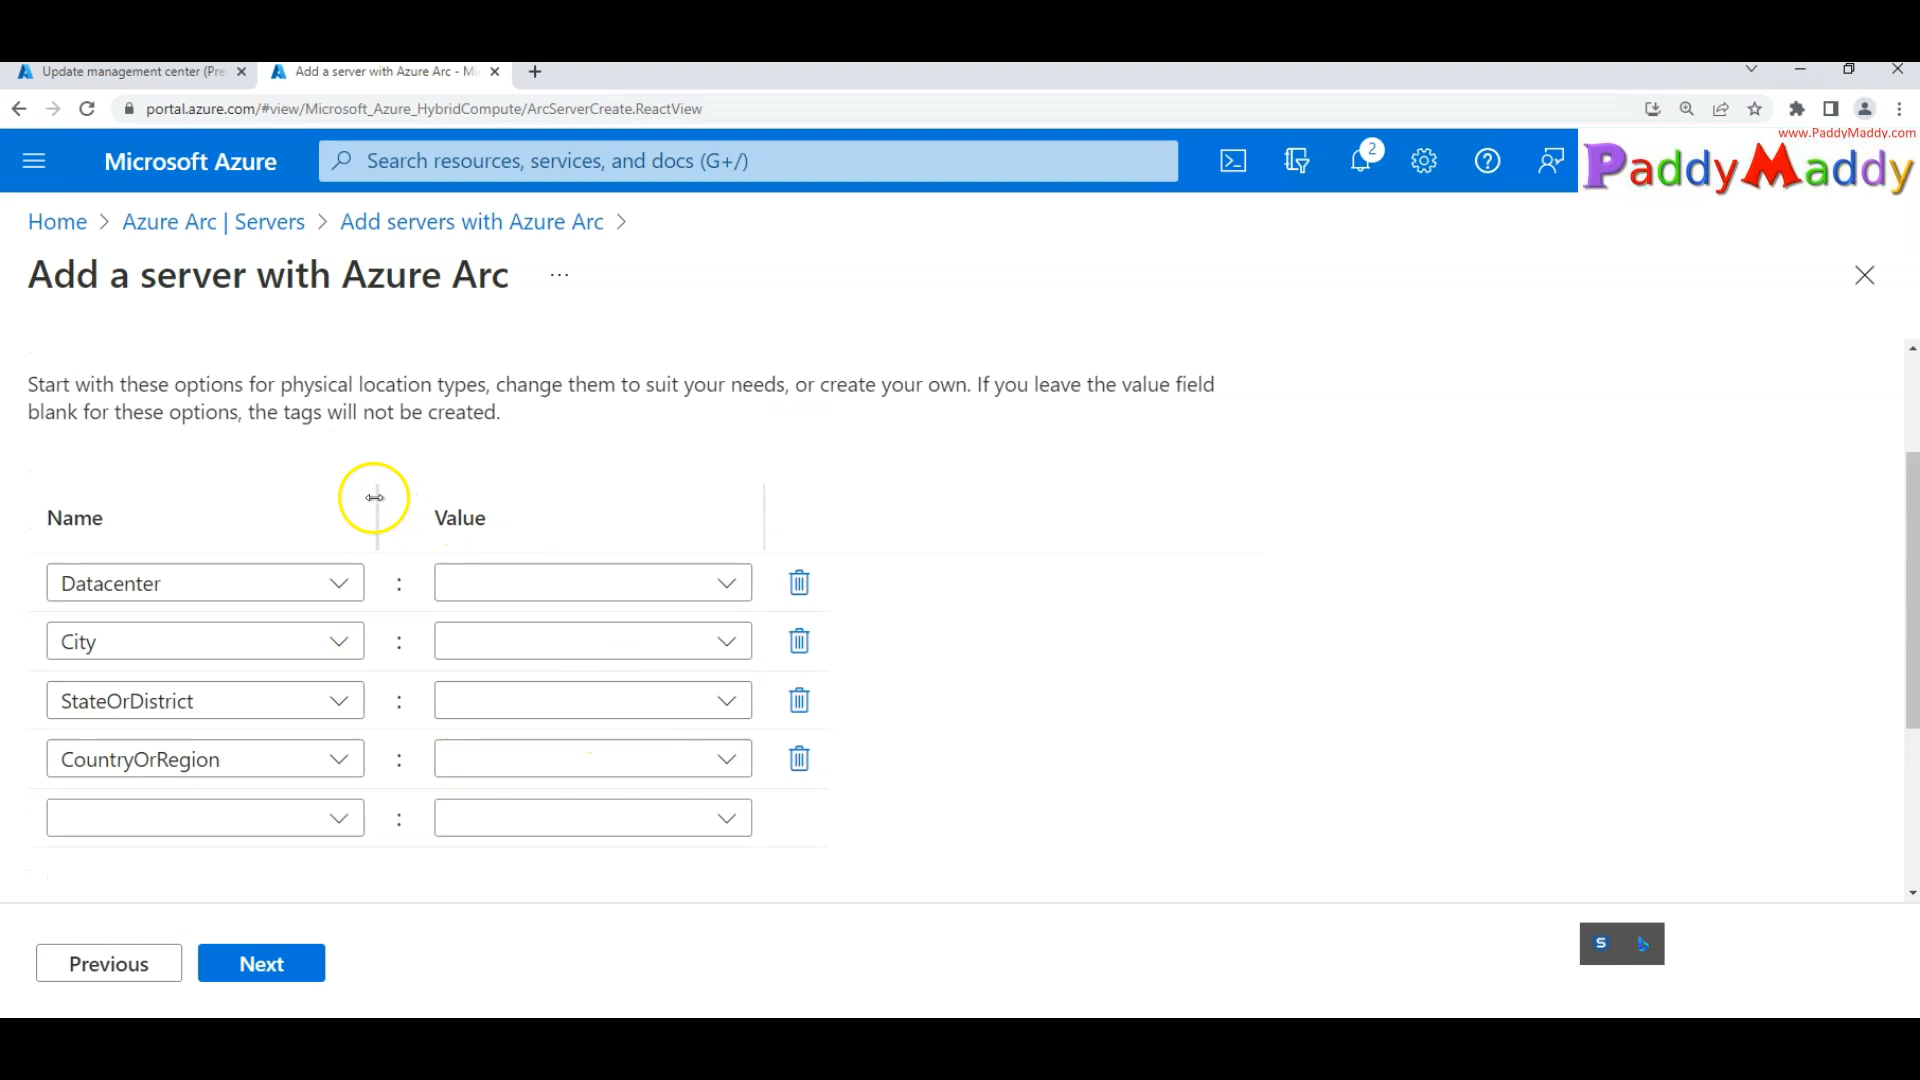 Update management center (Pre
Add a server with Azure Arc - Mi
portal.azure.com/#view/Microsoft_Azure_HybridCompute/ArcServerCreate.ReactView
www.PaddyMaddy.com
Microsoft Azure
Search resources, services, and docs (G+/)
2
PaddyMaddy
Home > Azure Arc | Servers > Add servers with Azure Arc >
Add a server with Azure Arc ...
Start with these options for physical location types, change them to suit your needs, or create your own. If you leave the value field
blank for these options, the tags will not be created.
Name Value
Datacenter :
City :
StateOrDistrict :
CountryOrRegion :
:
Previous Next
S